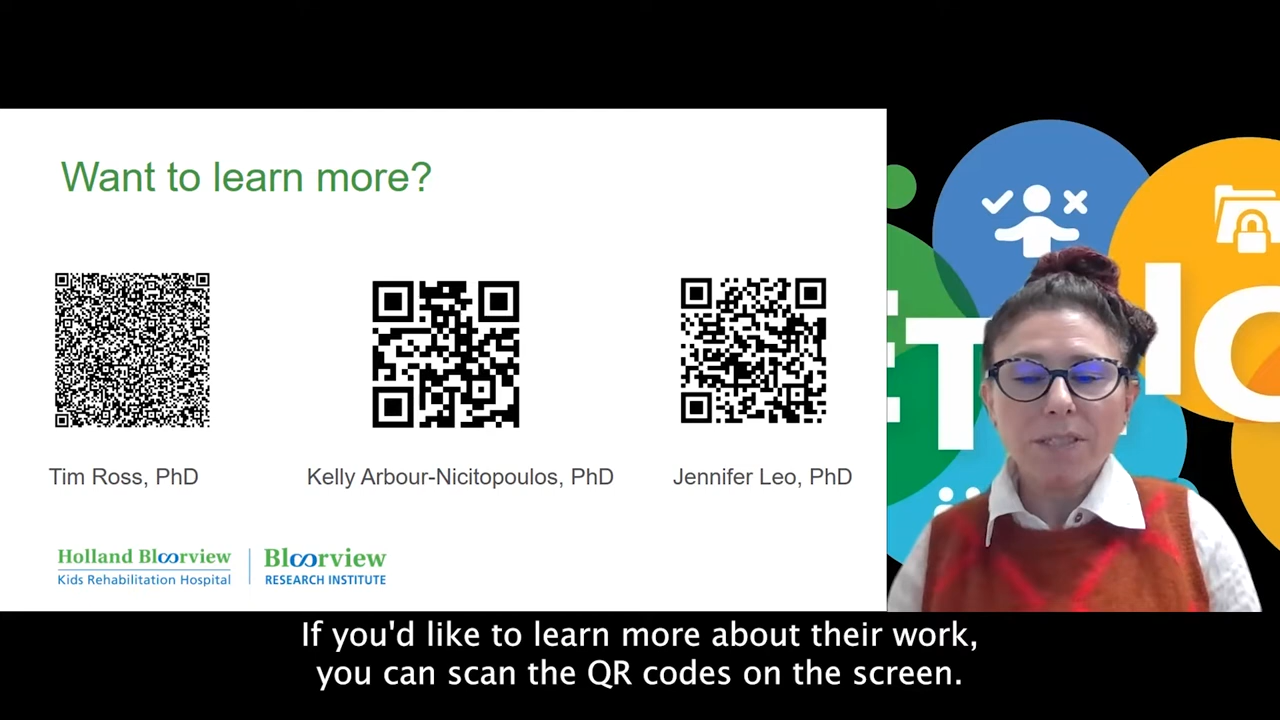 Want to learn more?
Tim Ross, PhD
Kelly Arbour-Nicitopoulos, PhD
Jennifer Leo, PhD
Holland Bloorview
Kids Rehabilitation Hospital
Bloorview
RESEARCH INSTITUTE
If you'd like to learn more about their work,
you can scan the QR codes on the screen.